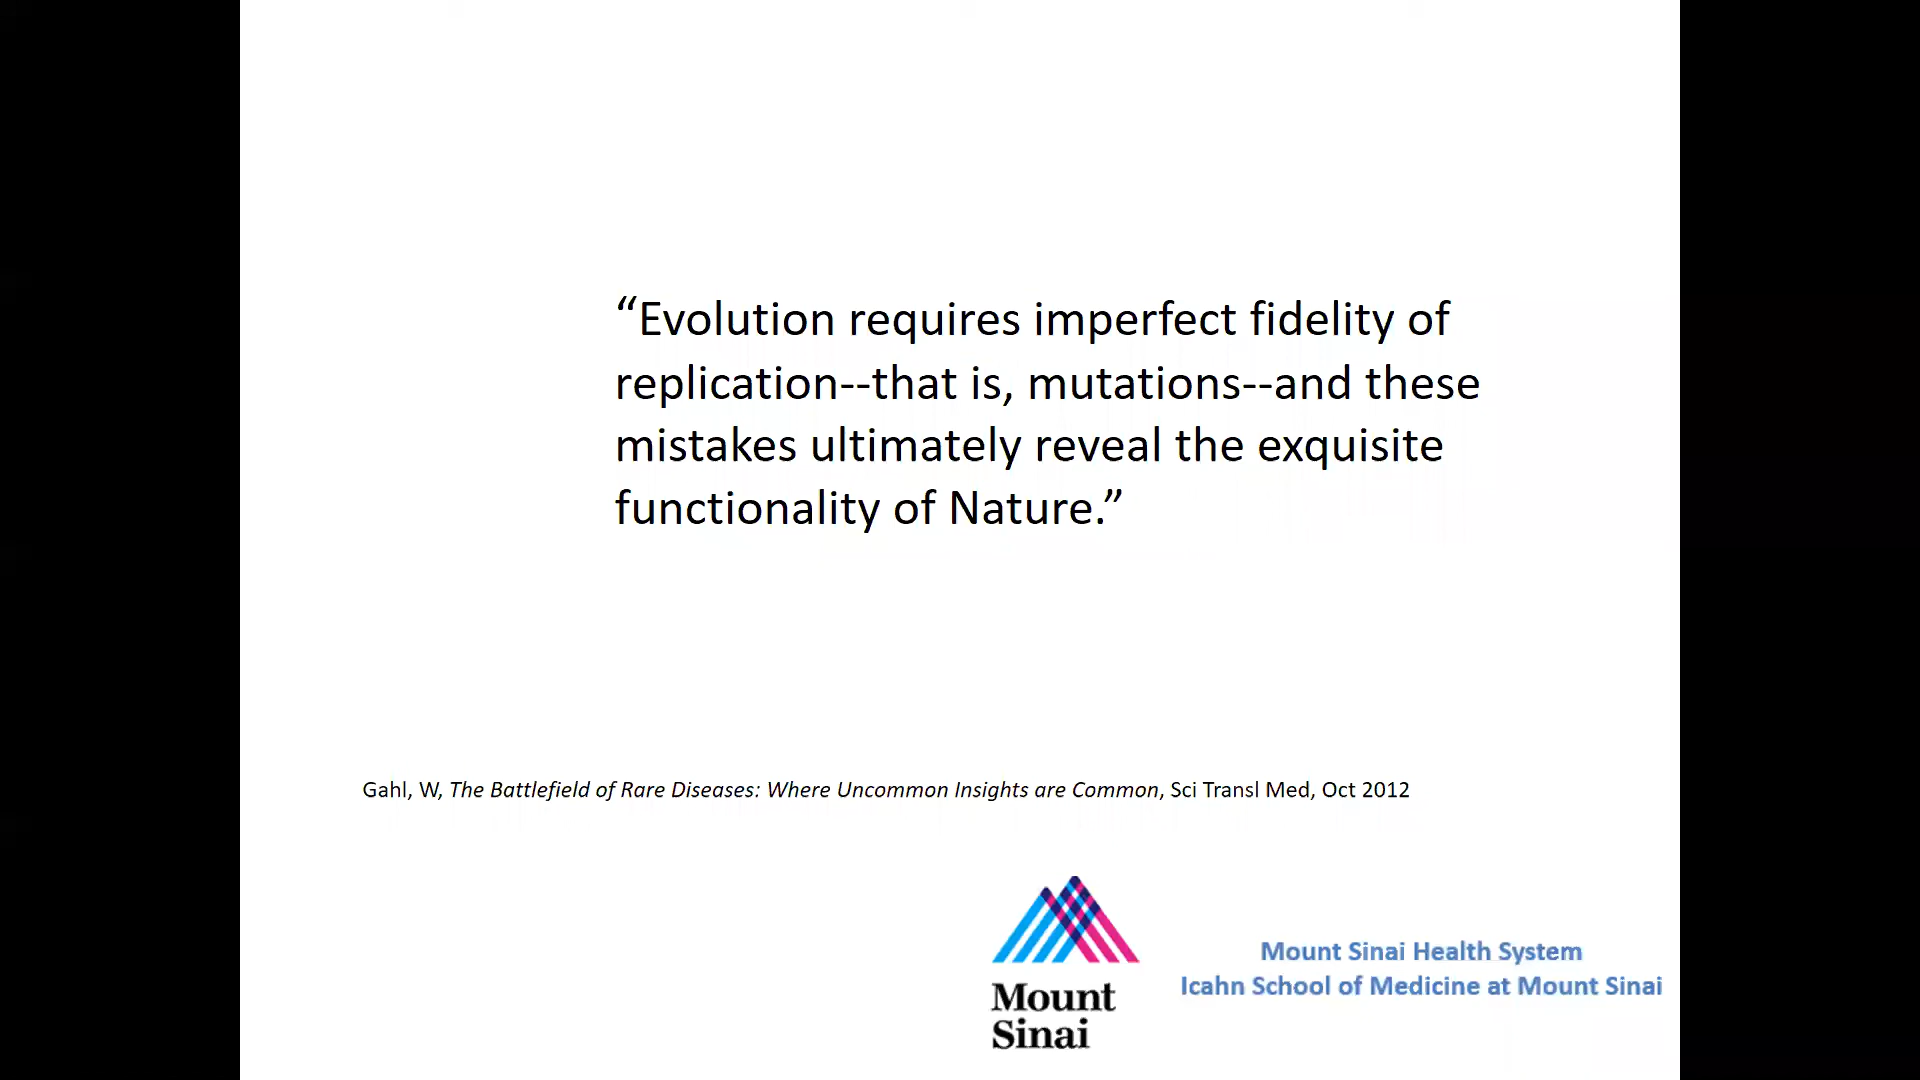 “Evolution requires imperfect fidelity of
replication--that is, mutations--and these
mistakes ultimately reveal the exquisite
functionality of Nature.”
Gahl, W, The Battlefield of Rare Diseases: Where Uncommon Insights are Common, Sci Transl Med, Oct 2012
Mount
Sinai
Mount Sinai Health System
Icahn School of Medicine at Mount Sinai